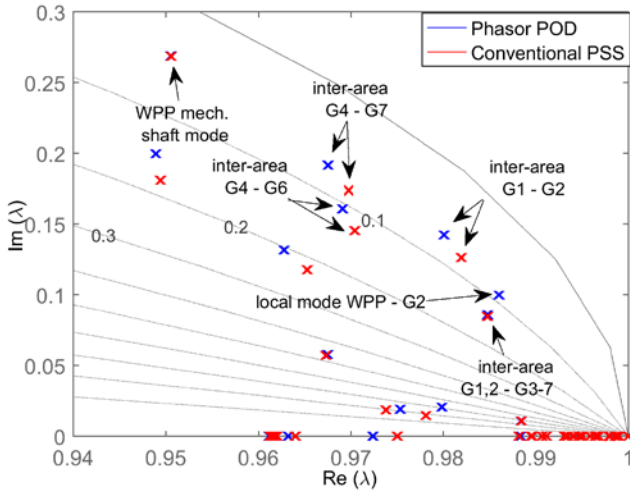 Phasor POD
Conventional PSS
0.3
0.25
0.2
0.15
0.1
0.05
0
Im (λ)
WPP mech.
shaft mode
inter-area
G4 - G7
inter-area
G4 - G6
inter-area
G1 - G2
0.1
0.2
0.3
local mode WPP - G2
inter-area
G1,2 - G3-7
0.94
0.95
0.96
0.97
0.98
0.99
1
Re (λ)